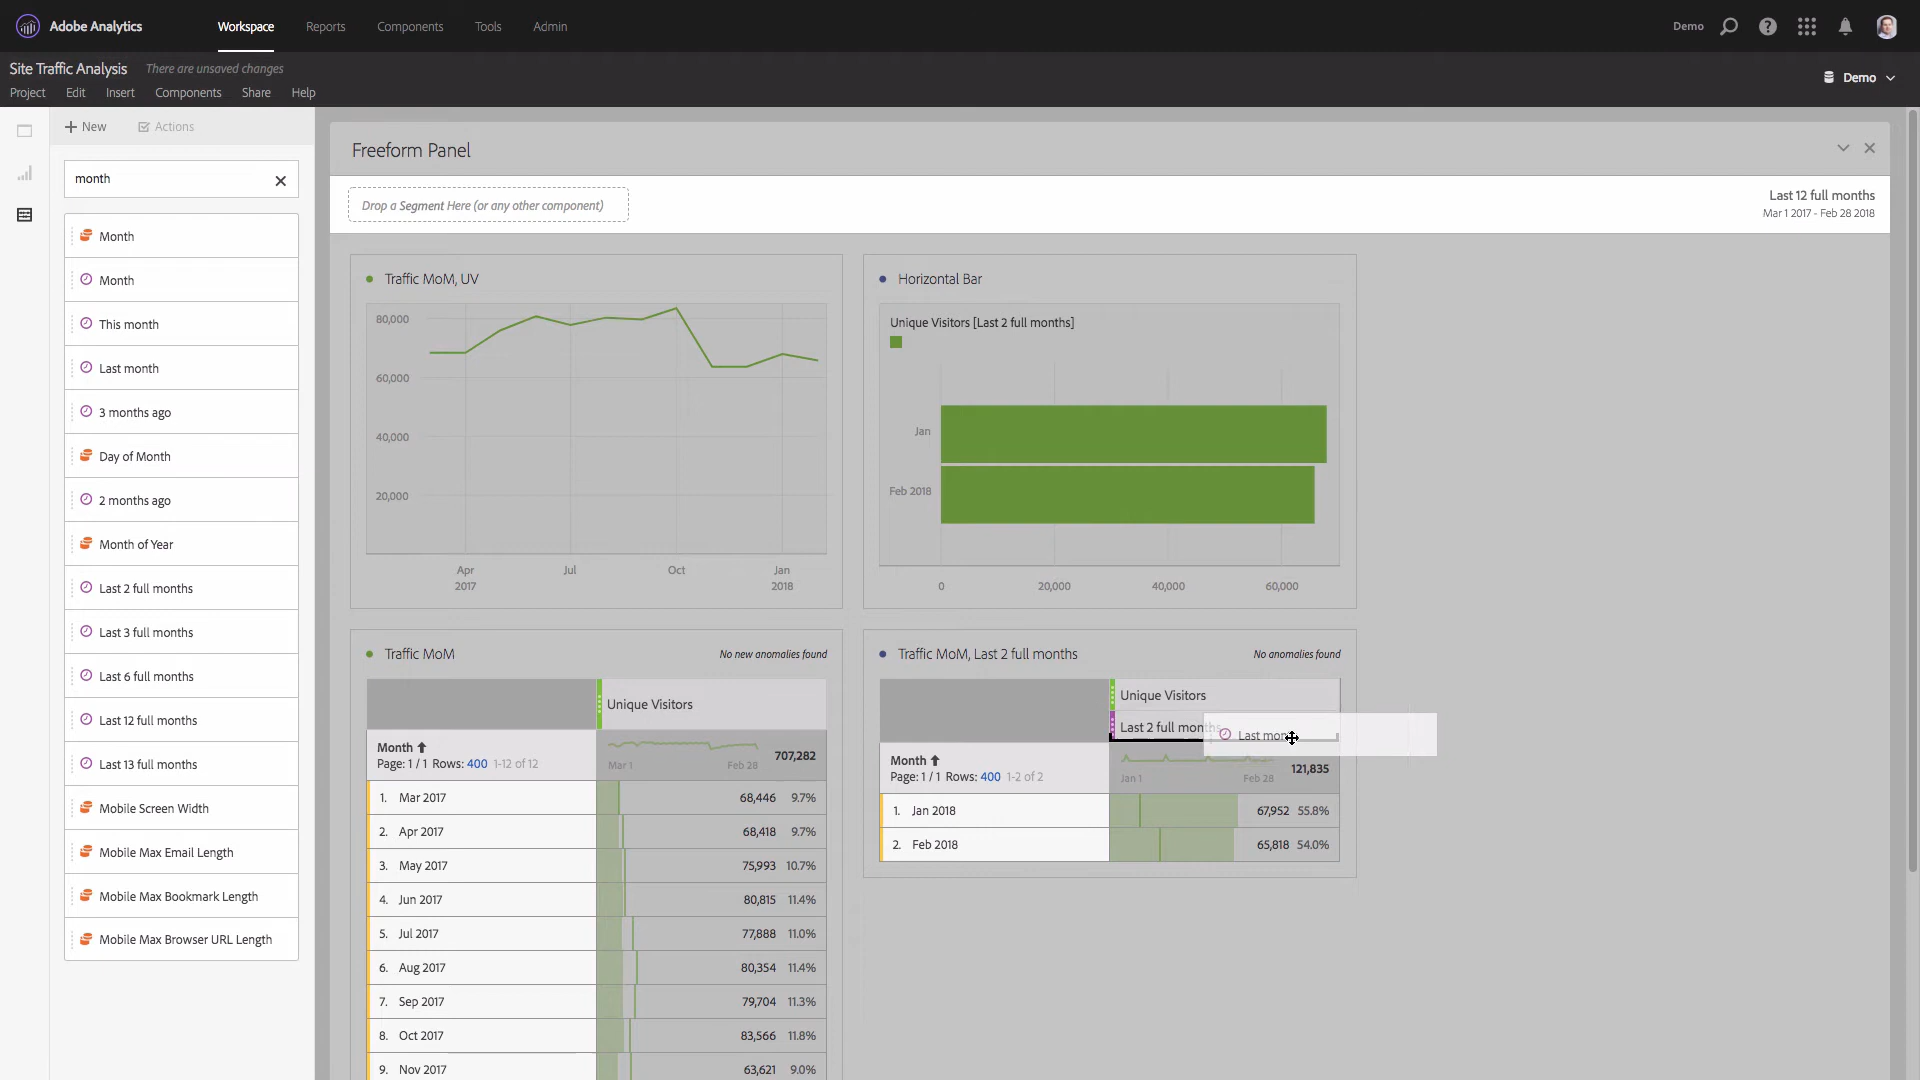 Adobe Analytics
Workspace
Reports
Components
Tools
Admin
Demo
Site Traffic Analysis
There are unsaved changes
Project
Edit
Insert
Components
Share
Help
Demo
New
Actions
month
Month
Month
This month
Last month
3 months ago
Day of Month
2 months ago
Month of Year
Last 2 full months
Last 3 full months
Last 6 full months
Last 12 full months
Last 13 full months
Mobile Screen Width
Mobile Max Email Length
Mobile Max Bookmark Length
Mobile Max Browser URL Length
Freeform Panel
Drop a Segment Here (or any other component)
Last 12 full months
Mar 1 2017 - Feb 28 2018
Traffic MoM, UV
80,000
60,000
40,000
20,000
Apr
2017
Jul
Oct
Jan
2018
Horizontal Bar
Unique Visitors [Last 2 full months]
Jan
Feb 2018
0
20,000
40,000
60,000
Traffic MoM
No new anomalies found
Unique Visitors
Month
Page: 1 / 1 Rows: 400 1-12 of 12
Mar 1
Feb 28
707,282
1. Mar 2017 68,446 9.7%
2. Apr 2017 68,418 9.7%
3. May 2017 75,993 10.7%
4. Jun 2017 80,815 11.4%
5. Jul 2017 77,888 11.0%
6. Aug 2017 80,354 11.4%
7. Sep 2017 79,704 11.3%
8. Oct 2017 83,566 11.8%
9. Nov 2017 63,621 9.0%
Traffic MoM, Last 2 full months
No anomalies found
Unique Visitors
Last 2 full months
Last mon
Month
Page: 1 / 1 Rows: 400 1-2 of 2
Jan 1
Feb 28
121,835
1. Jan 2018 67,952 55.8%
2. Feb 2018 65,818 54.0%